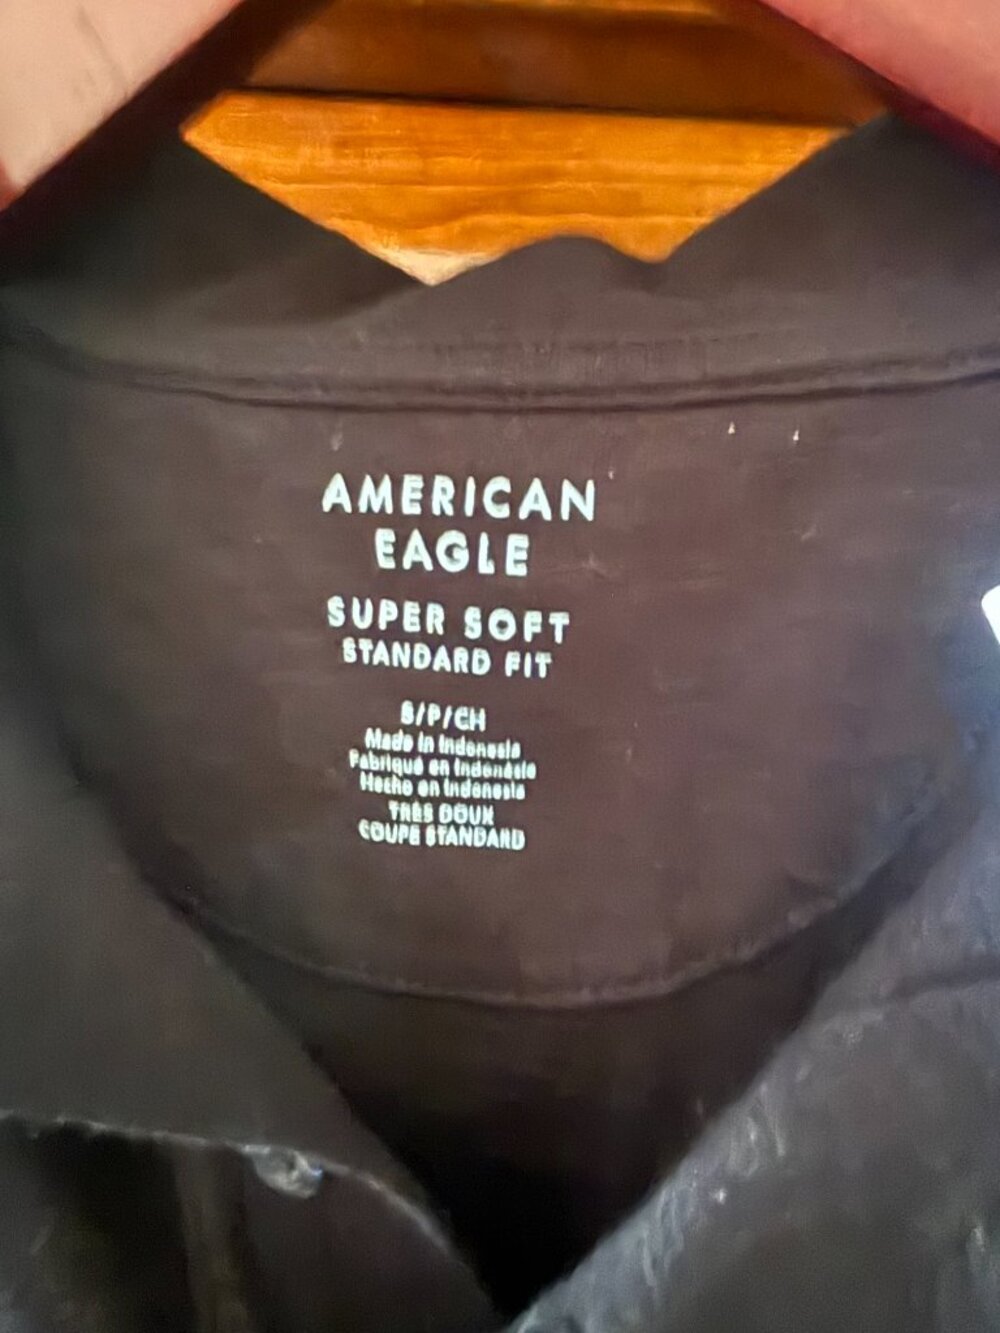 AMERICAN
EAGLE
SUPER SOFT
STANDARD FIT
S/P/CH
Made in Indonesia
Fabriqué en Indonésie
Hecho en Indonesia
TRÈS DOUX
COUPE STANDARD